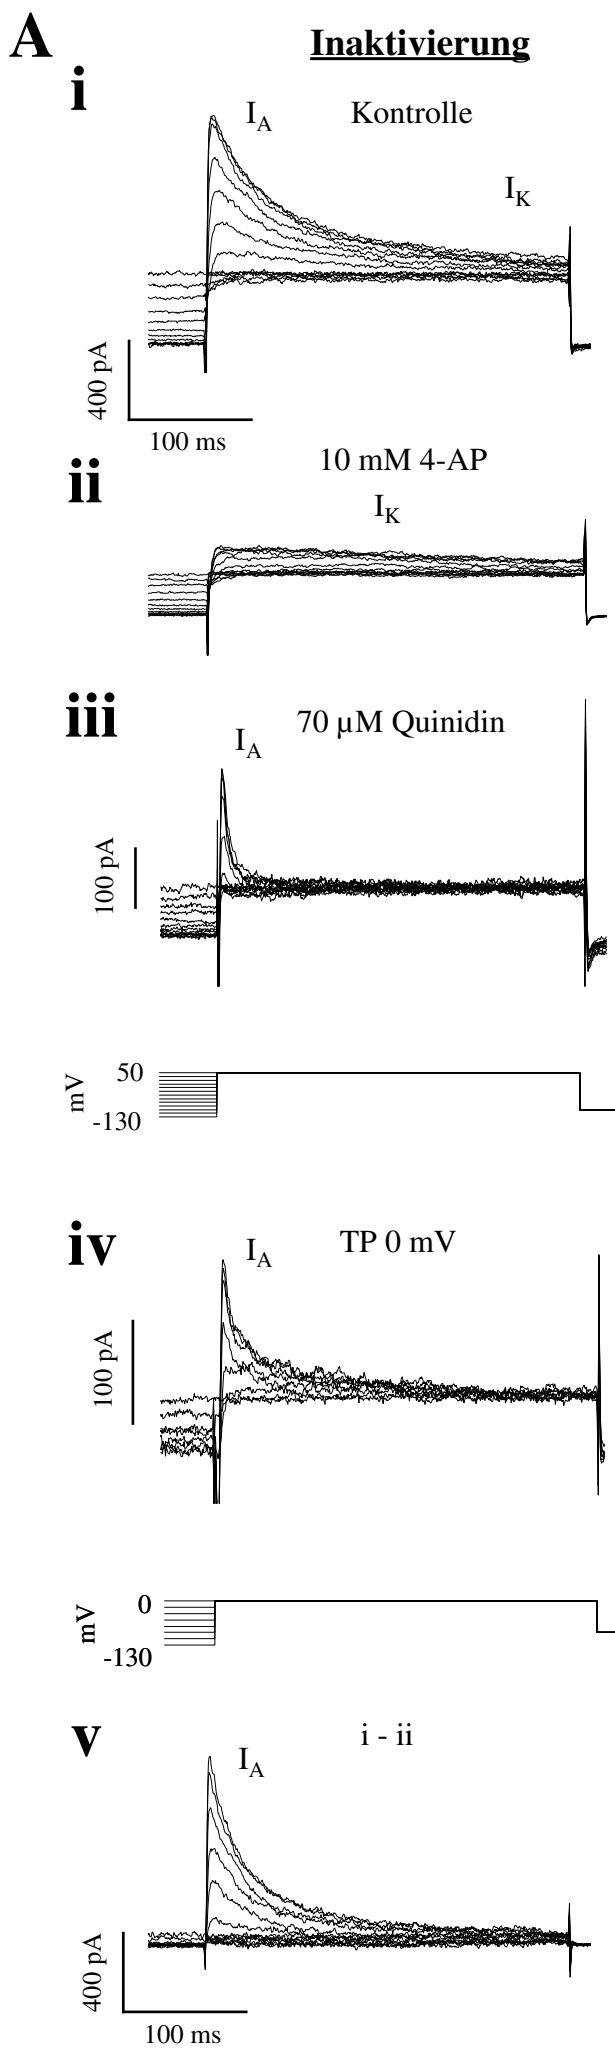 A
Inaktivierung
i
I_A
Kontrolle
I_K
400 pA
100 ms
10 mM 4-AP
ii
I_K
iii
70 µM Quinidin
I_A
100 pA
50
mV
-130
iv
I_A
TP 0 mV
100 pA
0
mV
-130
v
i - ii
I_A
400 pA
100 ms